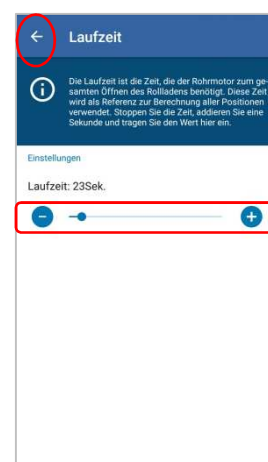 Laufzeit
Die Laufzeit ist die Zeit, die der Rohrmotor zum ge-
samten Öffnen des Rollladens benötigt. Diese Zeit
wird als Referenz zur Berechnung aller Positionen
verwendet. Stoppen Sie die Zeit, addieren Sie eine
Sekunde und tragen Sie den Wert hier ein.
Einstellungen
Laufzeit: 23Sek.